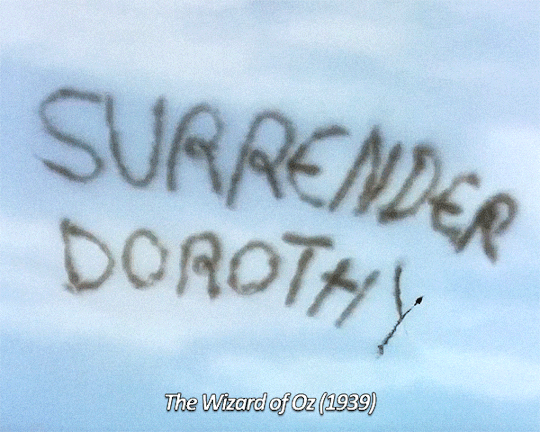 SURRENDER
DOROTHY
The Wizard of Oz (1939)